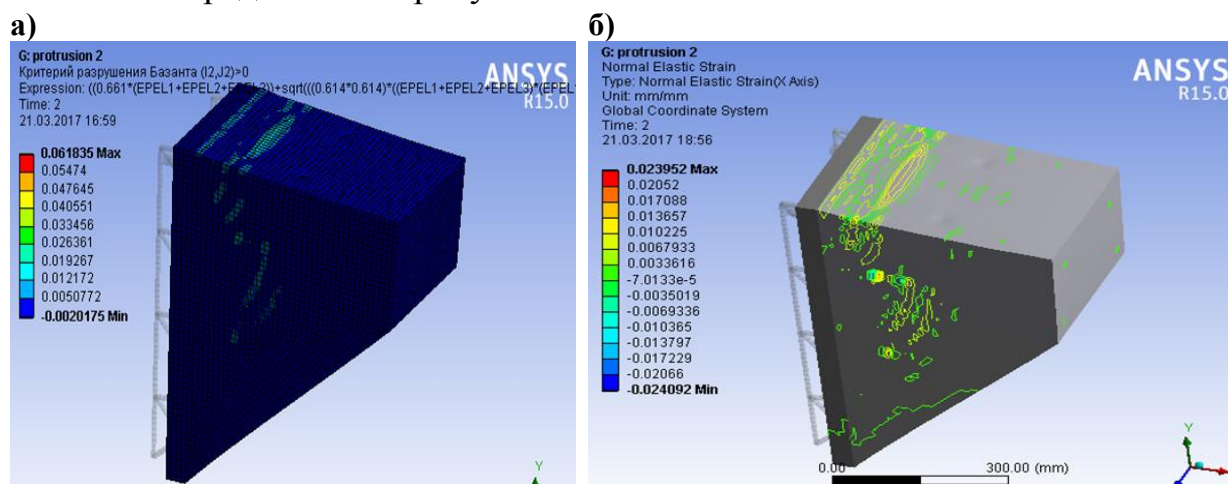 а)
G: protrusion 2
Критерий разрушения Базанта (I2,J2)>0
Expression: ((0.661*(EPEL1+EPEL2+EPEL3))+sqrt(((0.614*0.614)*((EPEL1+EPEL2+EPEL3)*(EPEL1
Time: 2
21.03.2017 16:59
ANSYS
R15.0
0.061835 Max
0.05474
0.047645
0.040551
0.033456
0.026361
0.019267
0.012172
0.0050772
-0.0020175 Min
Y
б)
G: protrusion 2
Normal Elastic Strain
Type: Normal Elastic Strain(X Axis)
Unit: mm/mm
Global Coordinate System
Time: 2
21.03.2017 18:56
ANSYS
R15.0
0.023952 Max
0.02052
0.017088
0.013657
0.010225
0.0067933
0.0033616
-7.0133e-5
-0.0035019
-0.0069336
-0.010365
-0.013797
-0.017229
-0.02066
-0.024092 Min
0.00
300.00 (mm)
Y